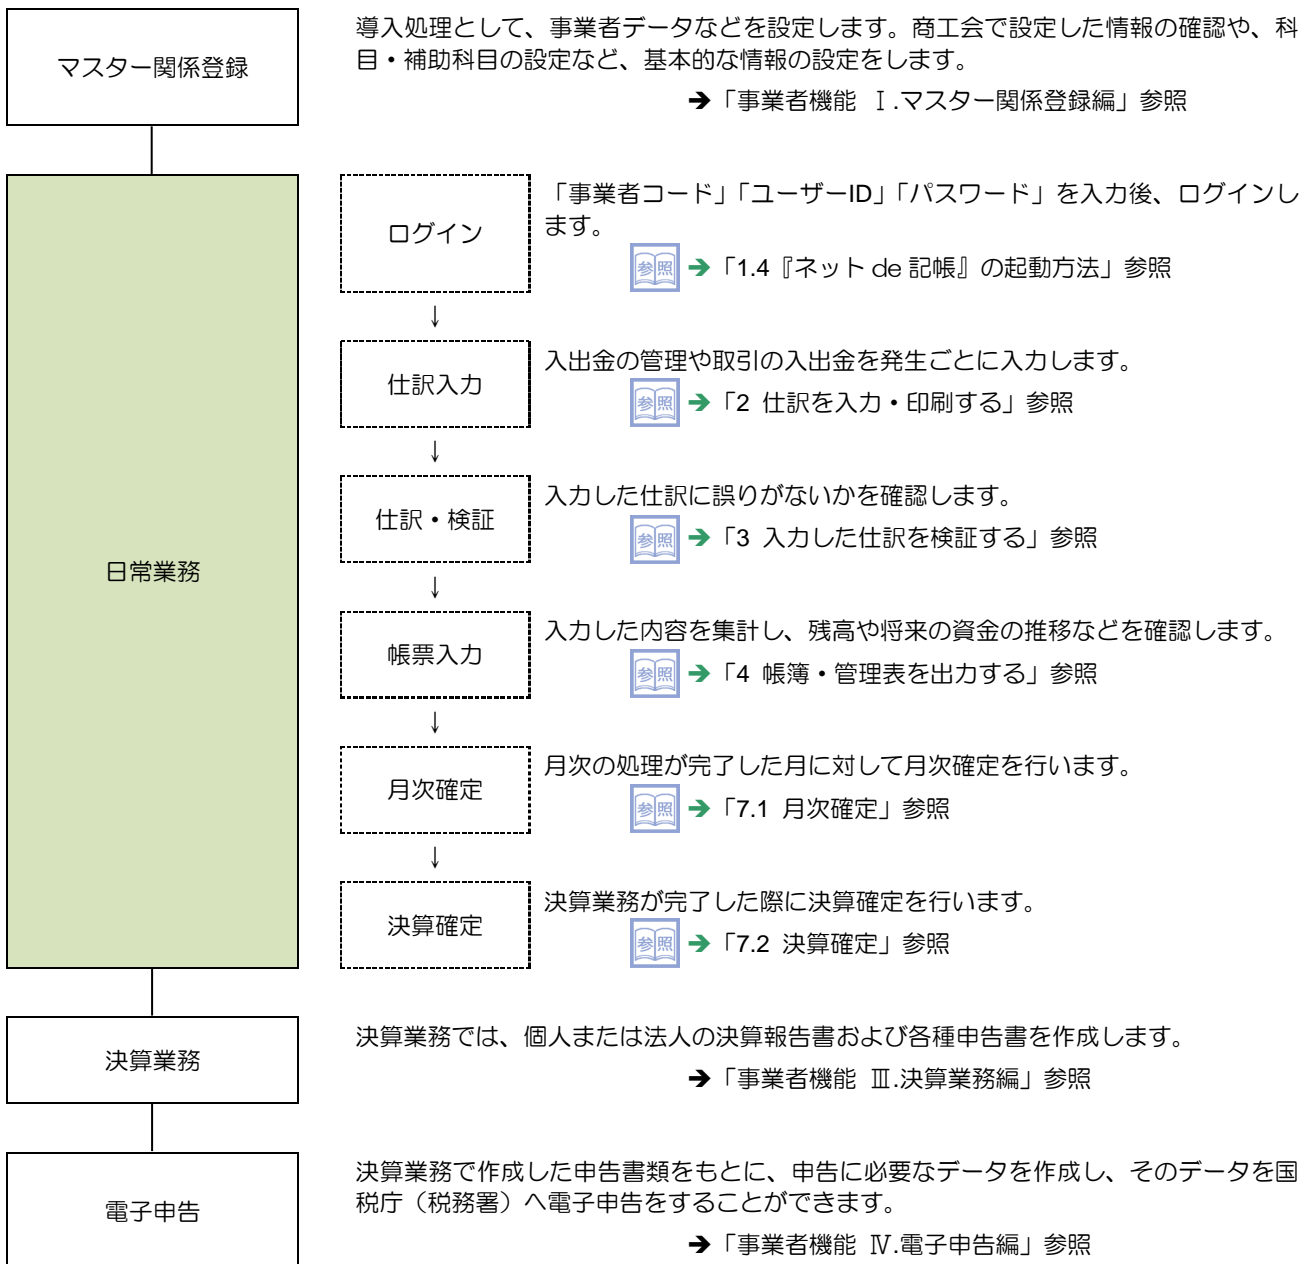 マスター関係登録
導入処理として、事業者データなどを設定します。商工会で設定した情報の確認や、科
目・補助科目の設定など、基本的な情報の設定をします。
➔「事業者機能 Ⅰ.マスター関係登録編」参照
日常業務
ログイン
「事業者コード」「ユーザーID」「パスワード」を入力後、ログインし
ます。
参照 ➔「1.4『ネット de 記帳』の起動方法」参照
↓
仕訳入力
入出金の管理や取引の入出金を発生ごとに入力します。
参照 ➔「2 仕訳を入力・印刷する」参照
↓
仕訳・検証
入力した仕訳に誤りがないかを確認します。
参照 ➔「3 入力した仕訳を検証する」参照
↓
帳票入力
入力した内容を集計し、残高や将来の資金の推移などを確認します。
参照 ➔「4 帳簿・管理表を出力する」参照
↓
月次確定
月次の処理が完了した月に対して月次確定を行います。
参照 ➔「7.1 月次確定」参照
↓
決算確定
決算業務が完了した際に決算確定を行います。
参照 ➔「7.2 決算確定」参照
決算業務
決算業務では、個人または法人の決算報告書および各種申告書を作成します。
➔「事業者機能 Ⅲ.決算業務編」参照
電子申告
決算業務で作成した申告書類をもとに、申告に必要なデータを作成し、そのデータを国
税庁（税務署）へ電子申告をすることができます。
➔「事業者機能 Ⅳ.電子申告編」参照